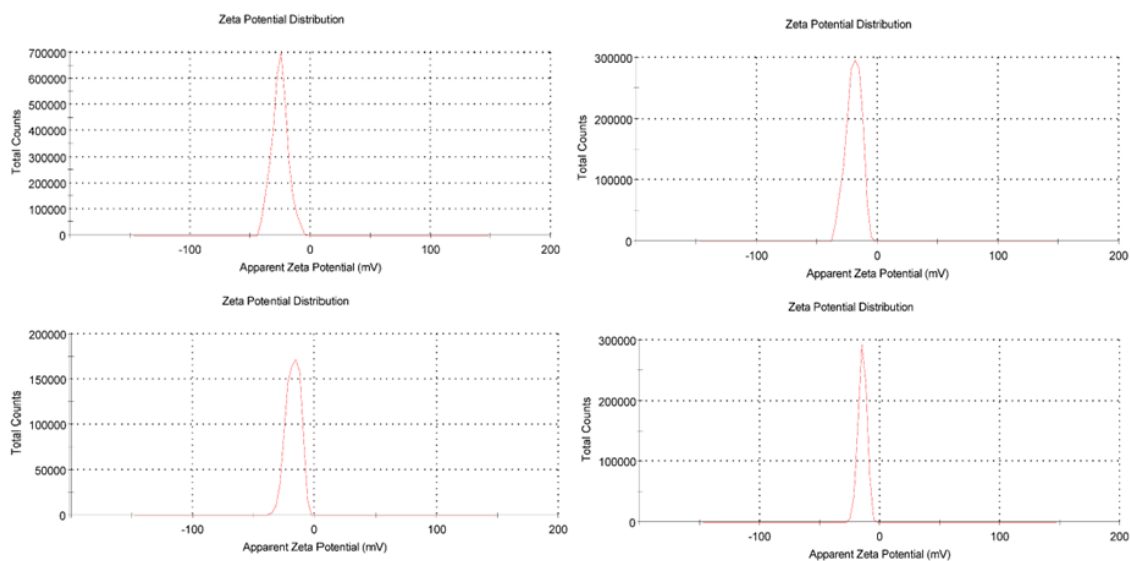 Zeta Potential Distribution
700000
600000
500000
400000
300000
200000
100000
0
Total Counts
-100 0 100 200
Apparent Zeta Potential (mV)
Zeta Potential Distribution
300000
200000
100000
0
Total Counts
-100 0 100 200
Apparent Zeta Potential (mV)
Zeta Potential Distribution
200000
150000
100000
50000
0
Total Counts
-100 0 100 200
Apparent Zeta Potential (mV)
Zeta Potential Distribution
300000
200000
100000
0
Total Counts
-100 0 100 200
Apparent Zeta Potential (mV)